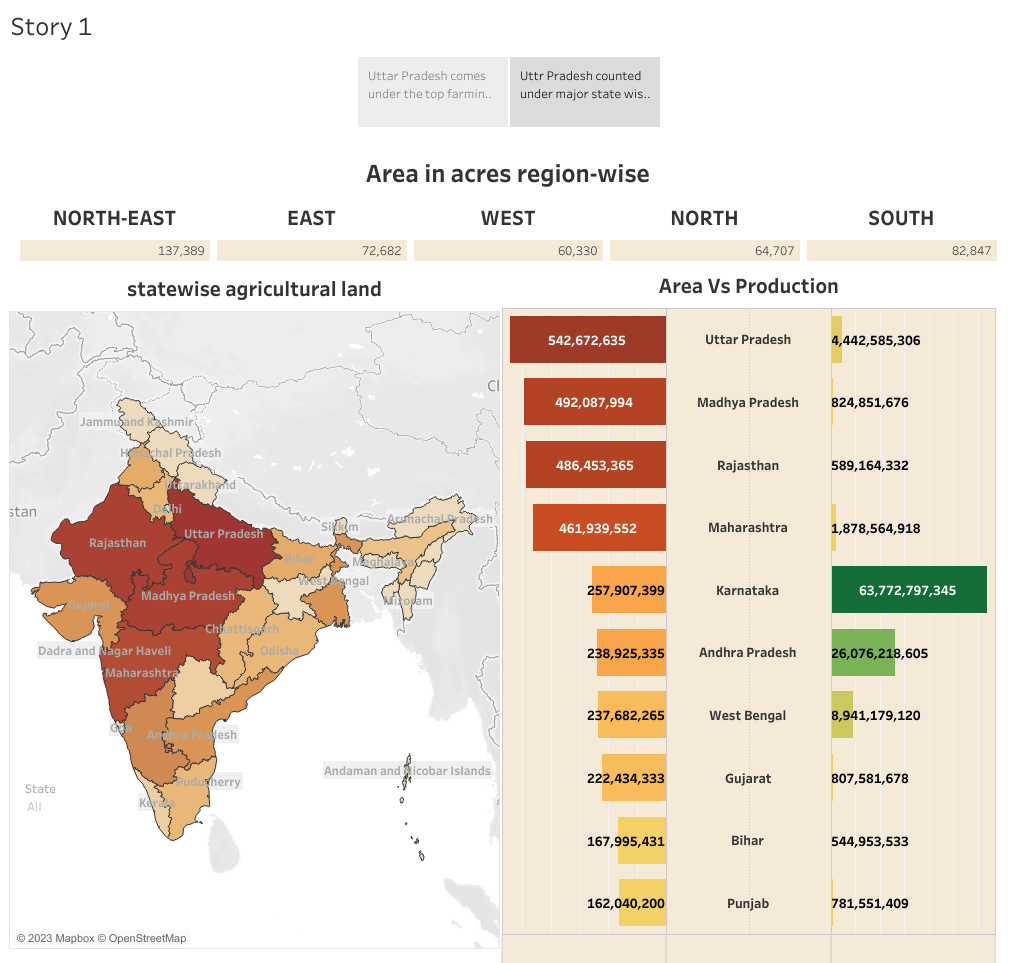 Story 1
Uttar Pradesh comes
under the top farmin..
Uttr Pradesh counted
under major state wis..
Area in acres region-wise
NORTH-EAST EAST WEST NORTH SOUTH
137,389 72,682 60,330 64,707 82,847
statewise agricultural land
Area Vs Production
542,672,635 Uttar Pradesh 4,442,585,306
492,087,994 Madhya Pradesh 824,851,676
486,453,365 Rajasthan 589,164,332
461,939,552 Maharashtra 1,878,564,918
257,907,399 Karnataka 63,772,797,345
238,925,335 Andhra Pradesh 26,076,218,605
237,682,265 West Bengal 8,941,179,120
222,434,333 Gujarat 807,581,678
167,995,431 Bihar 544,953,533
162,040,200 Punjab 781,551,409
Ch
Jammu and Kashmir
Himachal Pradesh
Uttarakhand
stan
Delhi
Arunachal Pradesh
Sikkim
Uttar Pradesh
Rajasthan
Bihar
Meghalaya
West Bengal
Madhya Pradesh
Mizoram
Gujarat
Chhattisgarh
Dadra and Nagar Haveli
Odisha
Maharashtra
Goa
Andhra Pradesh
Andaman and Nicobar Islands
Puducherry
State
All
Kerala
© 2023 Mapbox © OpenStreetMap